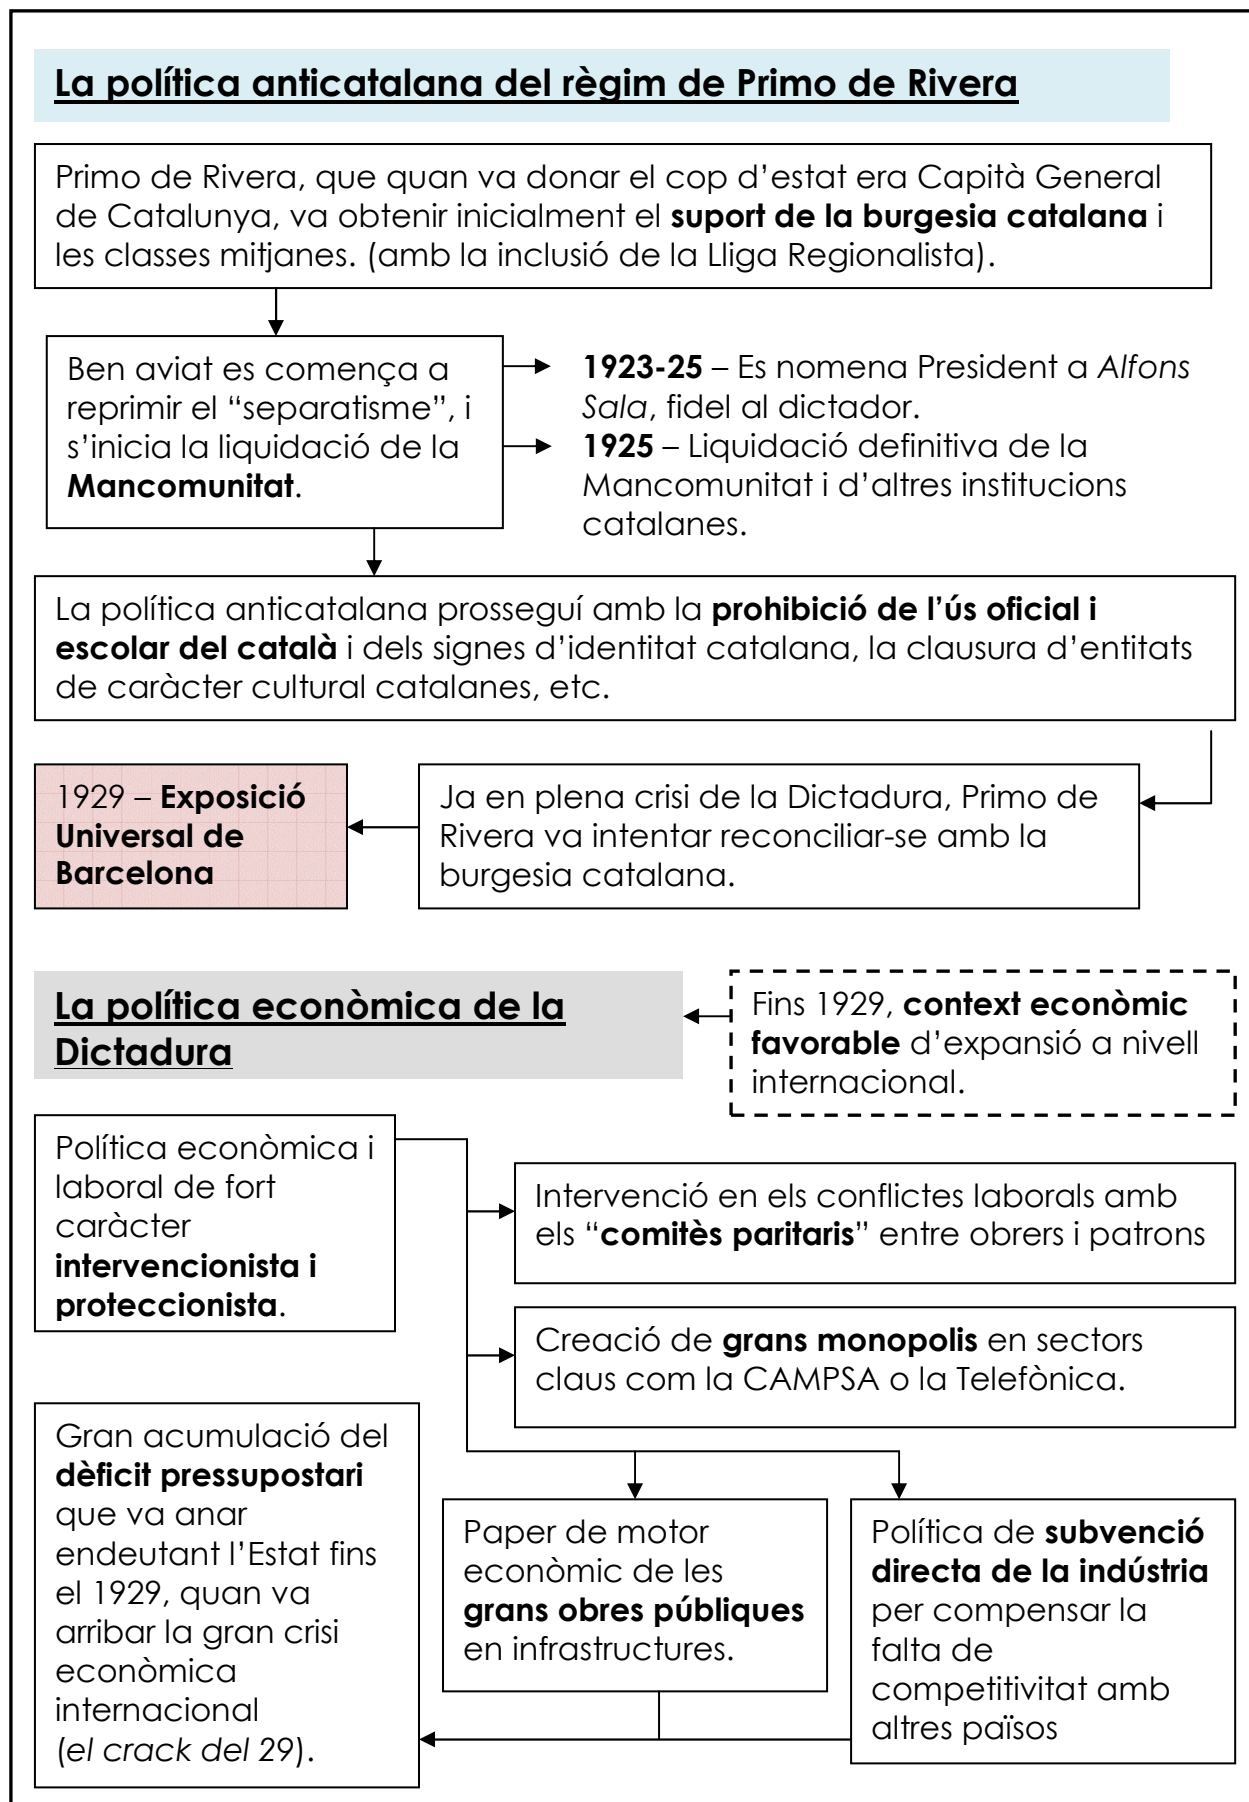 La política anticatalana del règim de Primo de Rivera
Primo de Rivera, que quan va donar el cop d’estat era Capità General
de Catalunya, va obtenir inicialment el suport de la burgesia catalana i
les classes mitjanes. (amb la inclusió de la Lliga Regionalista).
Ben aviat es comença a
reprimir el “separatisme”, i
s’inicia la liquidació de la
Mancomunitat.
1923-25 – Es nomena President a Alfons
Sala, fidel al dictador.
1925 – Liquidació definitiva de la
Mancomunitat i d’altres institucions
catalanes.
La política anticatalana prosseguí amb la prohibició de l’ús oficial i
escolar del català i dels signes d’identitat catalana, la clausura d’entitats
de caràcter cultural catalanes, etc.
1929 – Exposició
Universal de
Barcelona
Ja en plena crisi de la Dictadura, Primo de
Rivera va intentar reconciliar-se amb la
burgesia catalana.
La política econòmica de la
Dictadura
Fins 1929, context econòmic
favorable d’expansió a nivell
internacional.
Política econòmica i
laboral de fort
caràcter
intervencionista i
proteccionista.
Intervenció en els conflictes laborals amb
els “comitès paritaris” entre obrers i patrons
Creació de grans monopolis en sectors
claus com la CAMPSA o la Telefònica.
Gran acumulació del
dèficit pressupostari
que va anar
endeutant l’Estat fins
el 1929, quan va
arribar la gran crisi
econòmica
internacional
(el crack del 29).
Paper de motor
econòmic de les
grans obres públiques
en infrastructures.
Política de subvenció
directa de la indústria
per compensar la
falta de
competitivitat amb
altres països